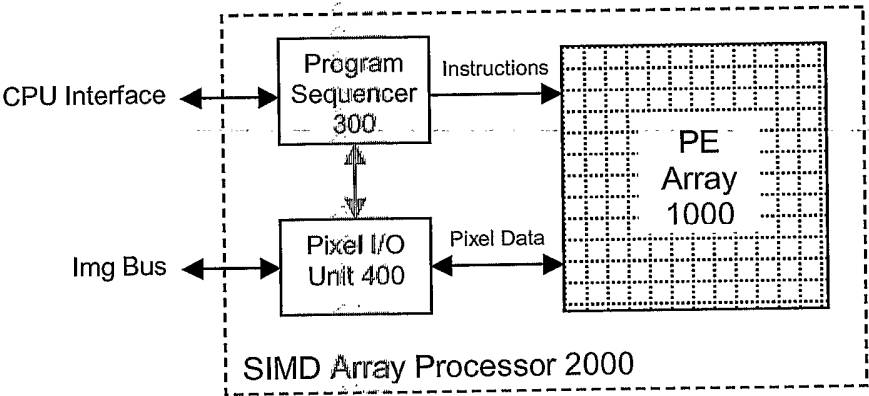 Program
Sequencer
300
Instructions
CPU Interface
PE
Array
1000
Pixel I/O
Unit 400
Pixel Data
Img Bus
SIMD Array Processor 2000